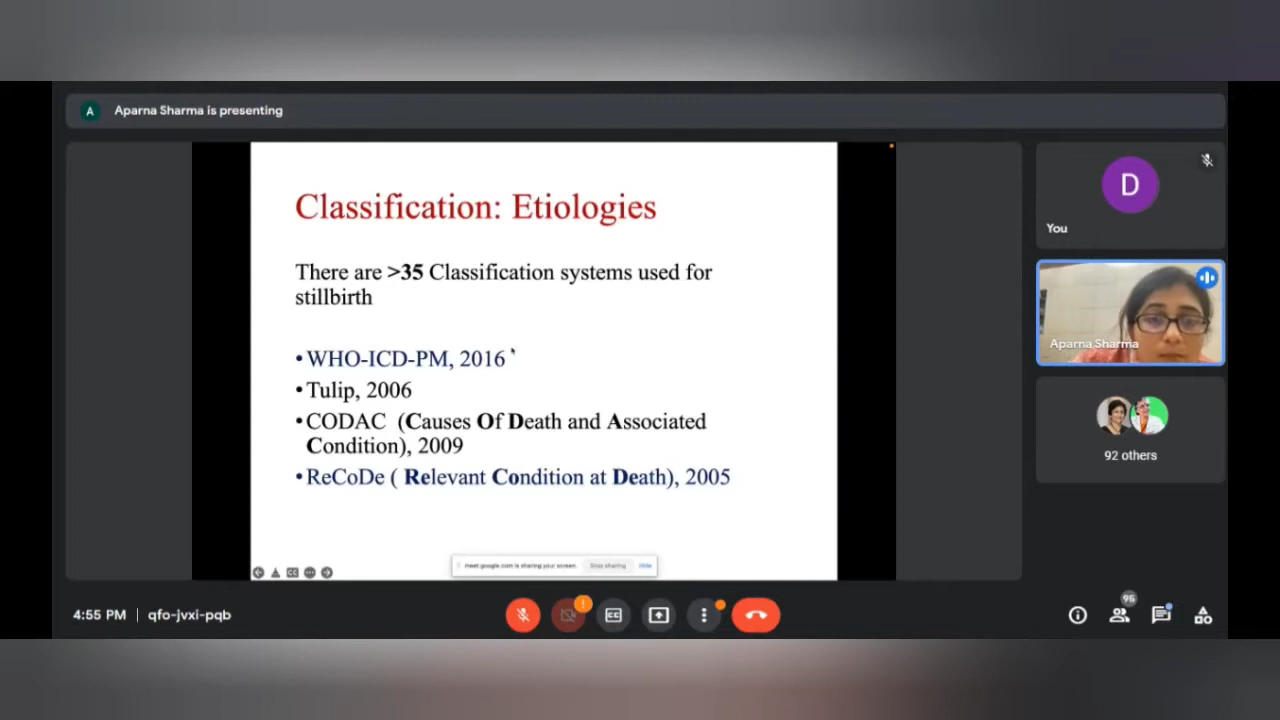 A
Aparna Sharma is presenting
Classification: Etiologies
There are >35 Classification systems used for
stillbirth
•WHO-ICD-PM, 2016
•Tulip, 2006
•CODAC (Causes Of Death and Associated
Condition), 2009
•ReCoDe ( Relevant Condition at Death), 2005
meet.google.com is sharing your screen. Stop sharing Hide
D
You
Aparna Sharma
92 others
4:55 PM | qfo-jvxi-pqb
CC
95